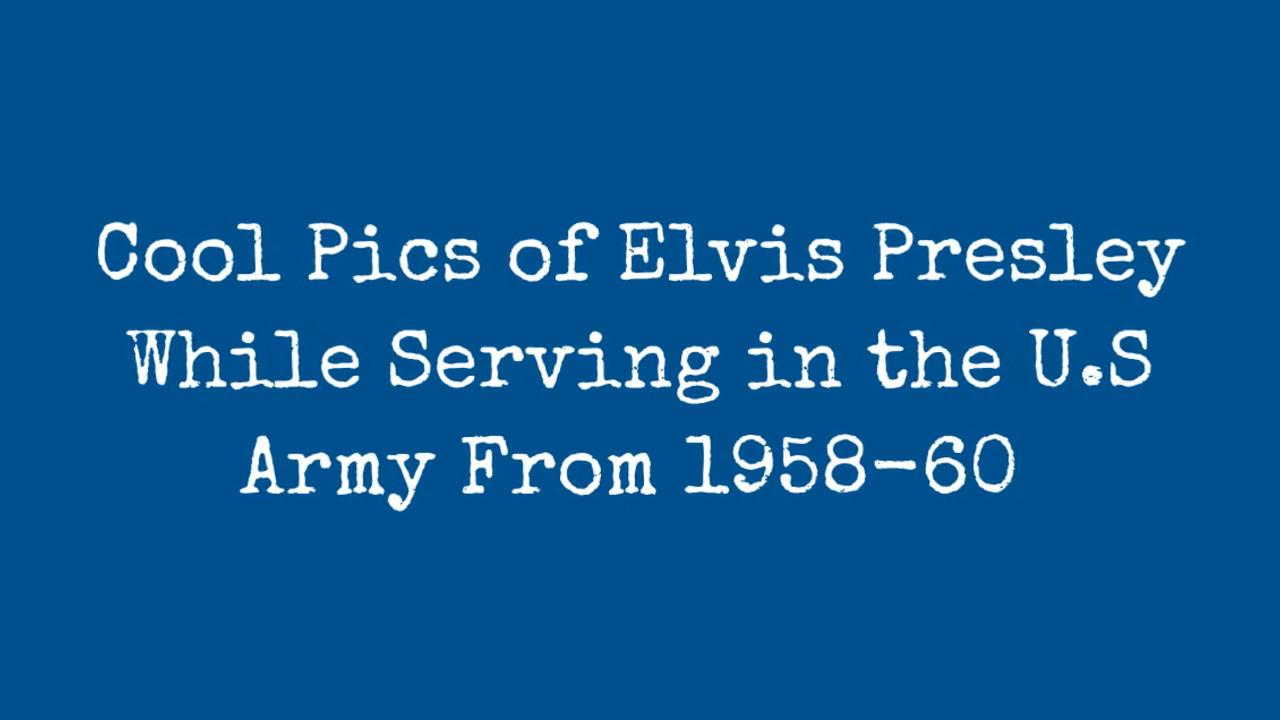 Cool Pics of Elvis Presley
While Serving in the U.S
Army From 1958-60